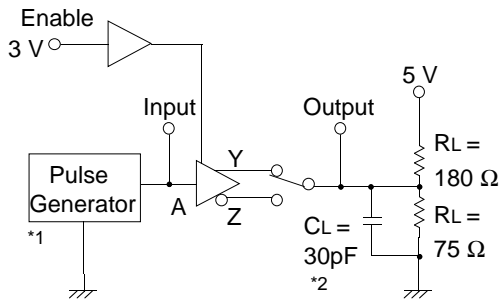 Enable
3 V
5 V
Input
Output
RL =
180 Ω
Y
Pulse
Generator
A
Z
CL =
30pF
RL =
75 Ω
*1
*2